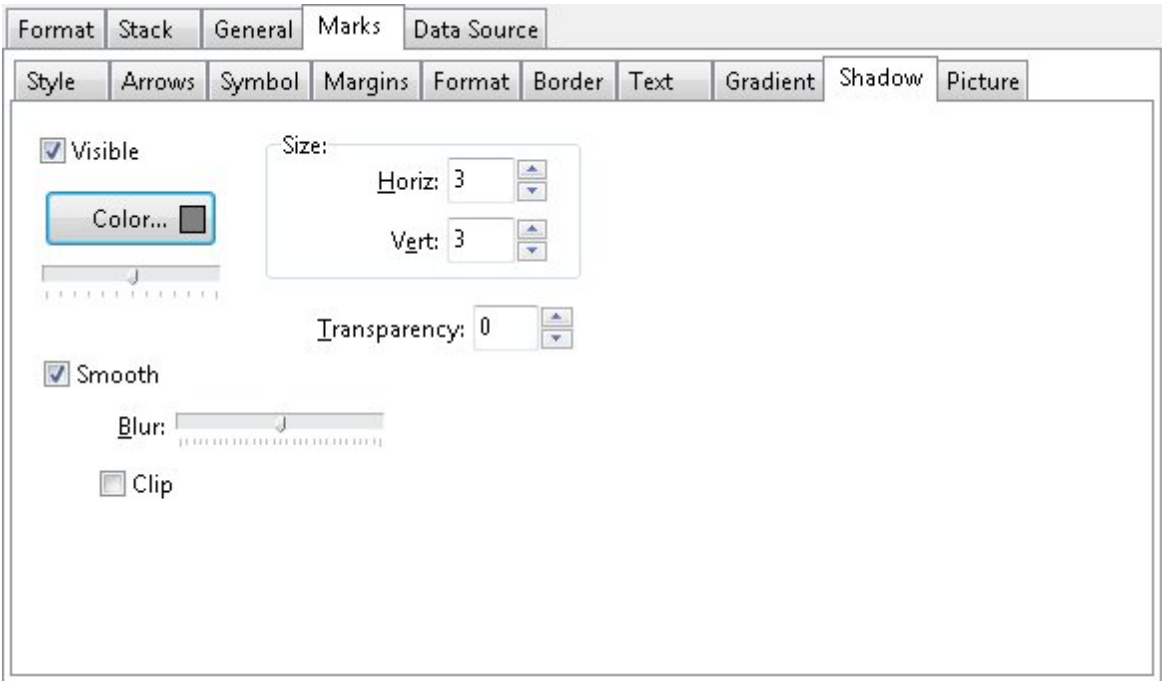 Format Stack General Marks Data Source
Style Arrows Symbol Margins Format Border Text Gradient Shadow Picture
Visible
Size:
Horiz: 3
Color...
Vert: 3
Transparency: 0
Smooth
Blur:
Clip